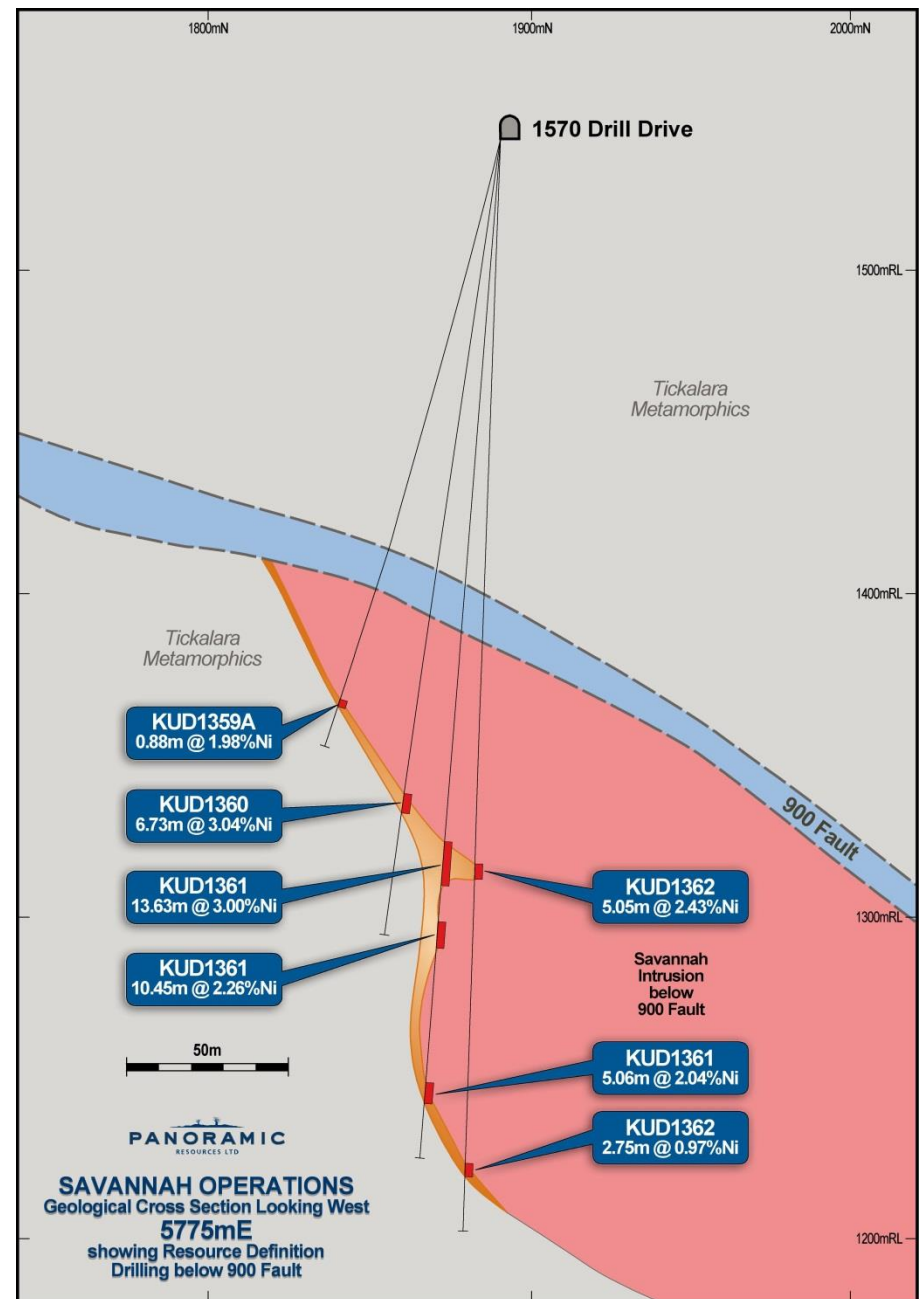 1800mN
1900mN
2000mN
1570 Drill Drive
1500mRL
Tickalara
Metamorphics
1400mRL
Tickalara
Metamorphics
KUD1359A
0.88m @ 1.98%Ni
KUD1360
6.73m @ 3.04%Ni
900 Fault
KUD1361
13.63m @ 3.00%Ni
KUD1362
5.05m @ 2.43%Ni
1300mRL
KUD1361
10.45m @ 2.26%Ni
Savannah
Intrusion
below
900 Fault
50m
KUD1361
5.06m @ 2.04%Ni
KUD1362
2.75m @ 0.97%Ni
PANORAMIC
RESOURCES LTD
SAVANNAH OPERATIONS
Geological Cross Section Looking West
5775mE
showing Resource Definition
Drilling below 900 Fault
1200mRL